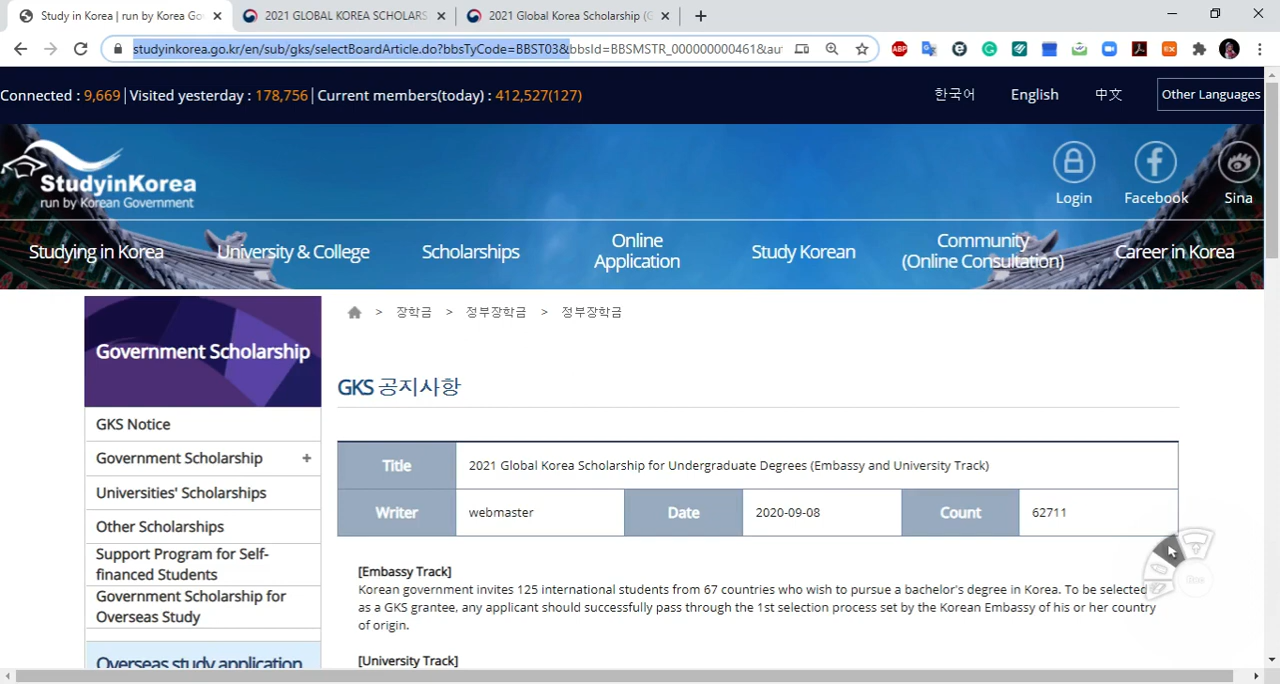 Study in Korea | run by Korea Go
2021 GLOBAL KOREA SCHOLARS
2021 Global Korea Scholarship (G
studyinkorea.go.kr/en/sub/gks/selectBoardArticle.do?bbsTyCode=BBST03&bbsId=BBSMSTR_000000000461&au
ABP
Connected : 9,669 | Visited yesterday : 178,756 | Current members(today) : 412,527(127)
한국어 English 中文 Other Languages
StudyinKorea
run by Korean Government
Login Facebook Sina
Studying in Korea
University & College
Scholarships
Online
Application
Study Korean
Community
(Online Consultation)
Career in Korea
Government Scholarship
GKS Notice
Government Scholarship +
Universities' Scholarships
Other Scholarships
Support Program for Self-
financed Students
Government Scholarship for
Overseas Study
Overseas study application
> 장학금 > 정부장학금 > 정부장학금
GKS 공지사항
Title 2021 Global Korea Scholarship for Undergraduate Degrees (Embassy and University Track)
Writer webmaster Date 2020-09-08 Count 62711
[Embassy Track]
Korean government invites 125 international students from 67 countries who wish to pursue a bachelor's degree in Korea. To be selected
as a GKS grantee, any applicant should successfully pass through the 1st selection process set by the Korean Embassy of his or her country
of origin.
[University Track]